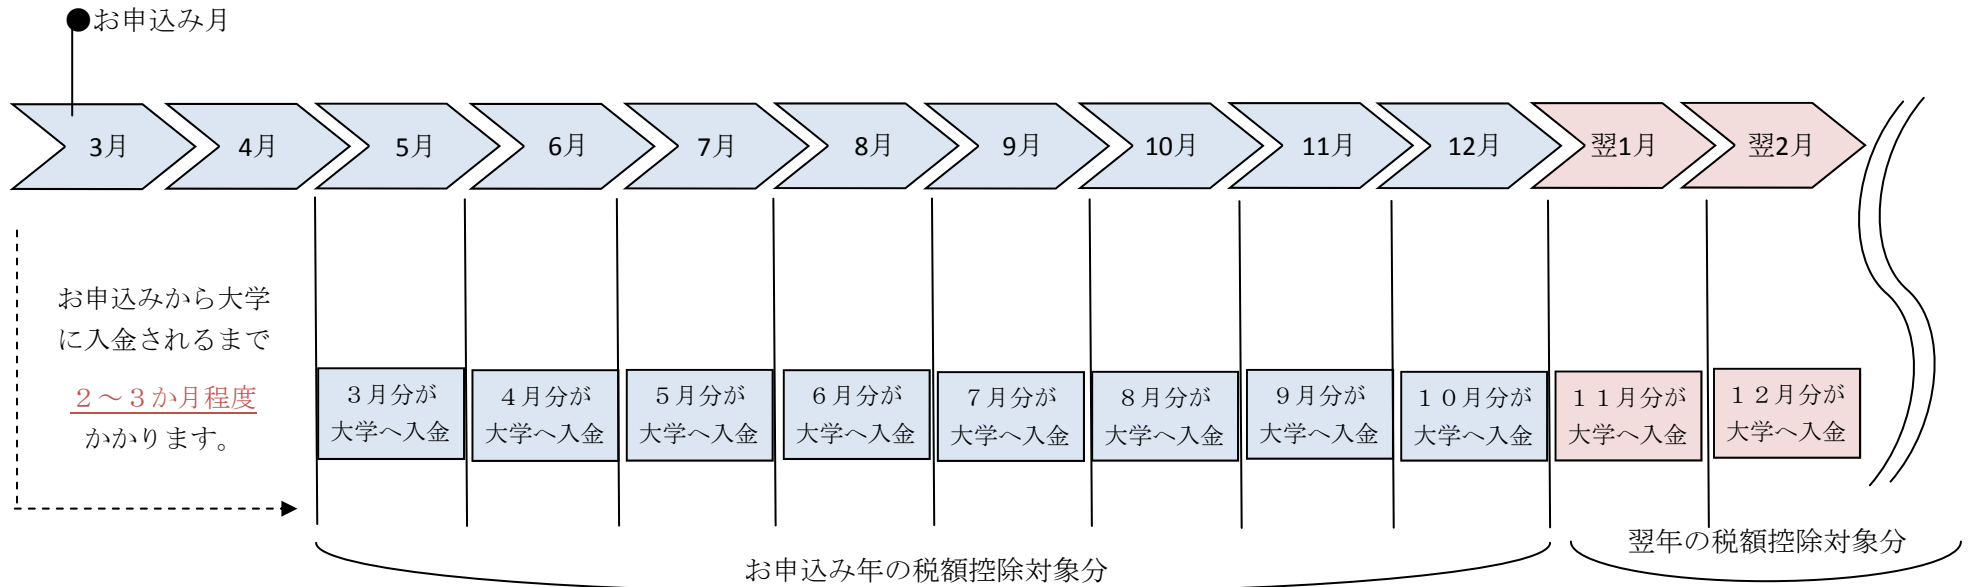 ●お申込み月
3月
4月
5月
6月
7月
8月
9月
10月
11月
12月
翌1月
翌2月
お申込みから大学
に入金されるまで
２～３か月程度
かかります。
３月分が
大学へ入金
４月分が
大学へ入金
５月分が
大学へ入金
６月分が
大学へ入金
７月分が
大学へ入金
８月分が
大学へ入金
９月分が
大学へ入金
１０月分が
大学へ入金
１１月分が
大学へ入金
１２月分が
大学へ入金
お申込み年の税額控除対象分
翌年の税額控除対象分